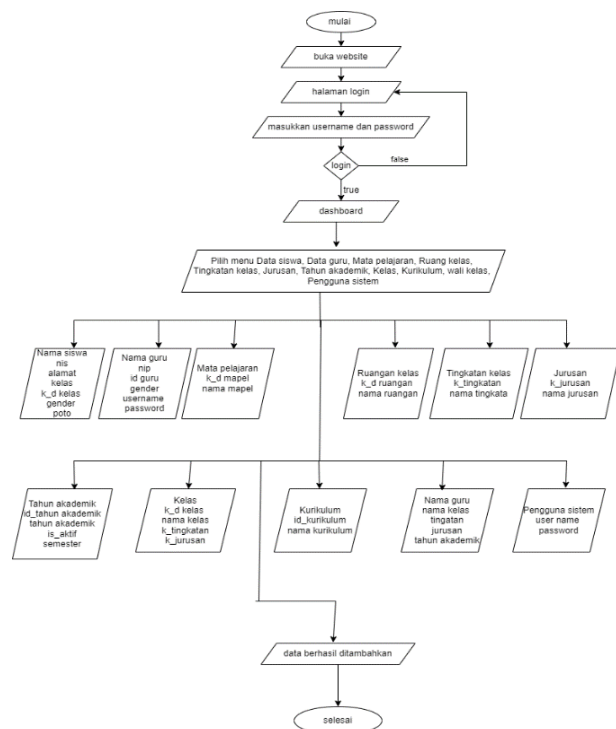 mulai
buka website
halaman login
masukkan username dan password
login
false
true
dashboard
Pilih menu Data siswa, Data guru, Mata pelajaran, Ruang kelas,
Tingkatan kelas, Jurusan, Tahun akademik, Kelas, Kurikulum, wali kelas,
Pengguna sistem
Nama siswa
nis
alamat
kelas
k_d kelas
gender
poto
Nama guru
nip
id guru
gender
username
password
Mata pelajaran
k_d mapel
nama mapel
Ruangan kelas
k_d ruangan
nama ruangan
Tingkatan kelas
k_tingkatan
nama tingkata
Jurusan
k_jurusan
nama jurusan
Tahun akademik
id_tahun akademik
tahun akademik
is_aktif
semester
Kelas
k_d kelas
nama kelas
k_tingkatan
k_jurusan
Kurikulum
id_kurikulum
nama kurikulum
Nama guru
nama kelas
tingatan
jurusan
tahun akademik
Pengguna sistem
user name
password
data berhasil ditambahkan
selesai